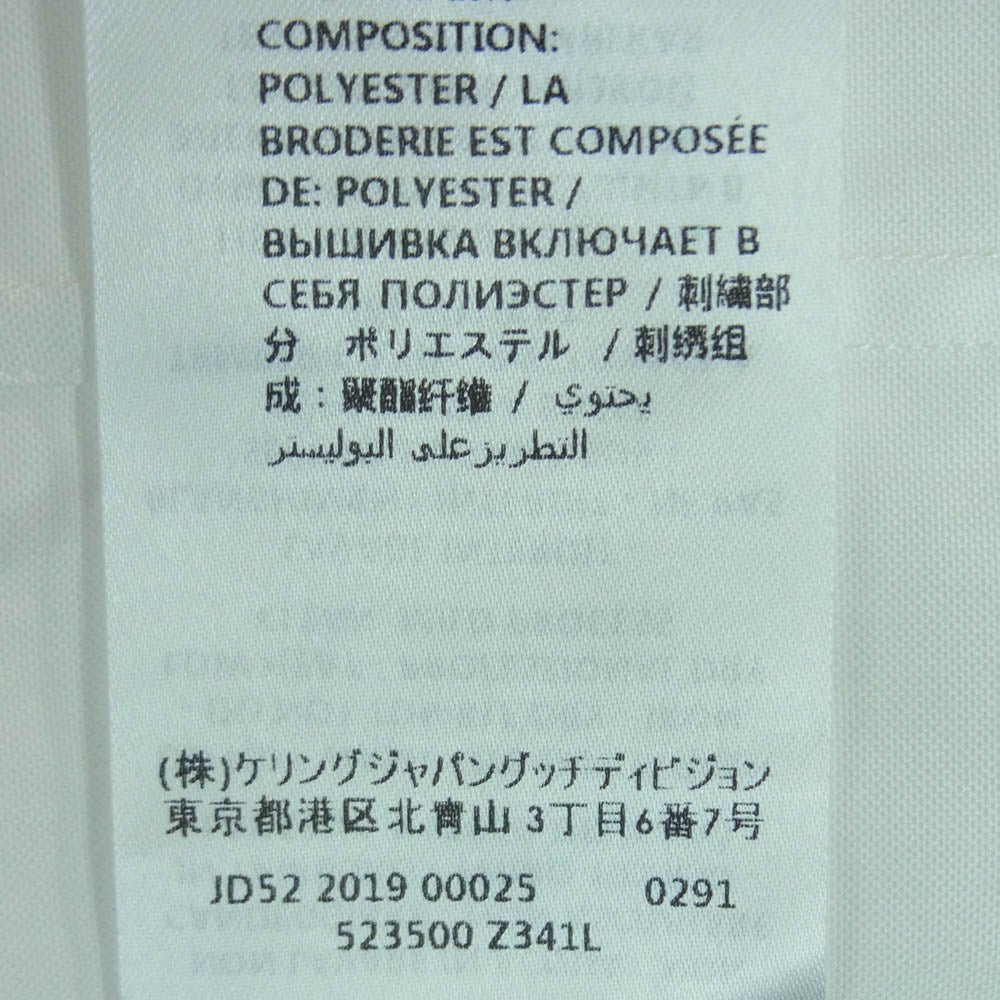 COMPOSITION:
POLYESTER / LA
BRODERIE EST COMPOSÉE
DE: POLYESTER /
ВЫШИВКА ВКЛЮЧАЕТ В
СЕБЯ ПОЛИЭСТЕР / 刺繍部
分 ポリエステル / 刺绣组
成 : 聚酯纤维 / يحتوي
التطريز على البوليستر
(株)ケリングジャパングッチディビジョン
東京都港区北青山3丁目6番7号
JD52 2019 00025 0291
523500 Z341L